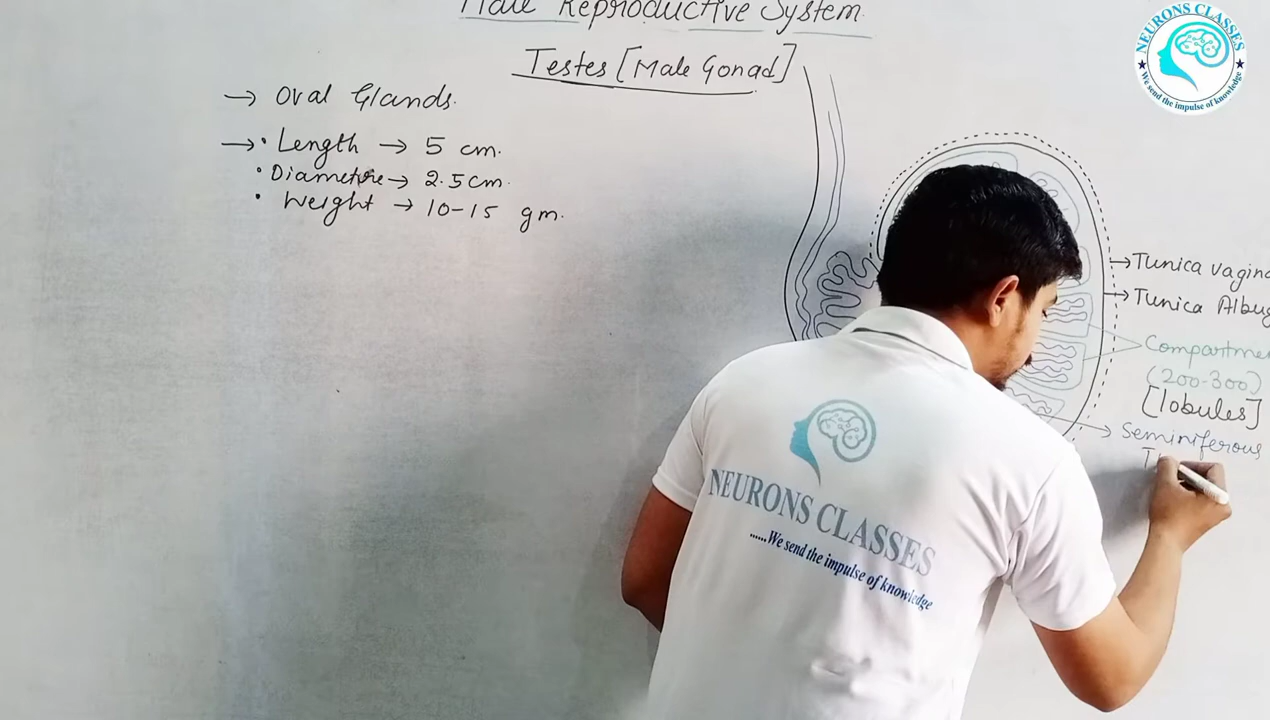 Male Reproductive System
Testes [Male Gonad]
→ Oval Glands.
→ • Length → 5 cm.
• Diameture → 2.5 cm.
• Weight → 10-15 gm.
→ Tunica vagina
→ Tunica Albug
Compartme
(200-300)
[lobules]
→ Seminiferous
T
NEURONS CLASSES
★ We send the impulse of knowledge ★
NEURONS CLASSES
......We send the impulse of knowledge